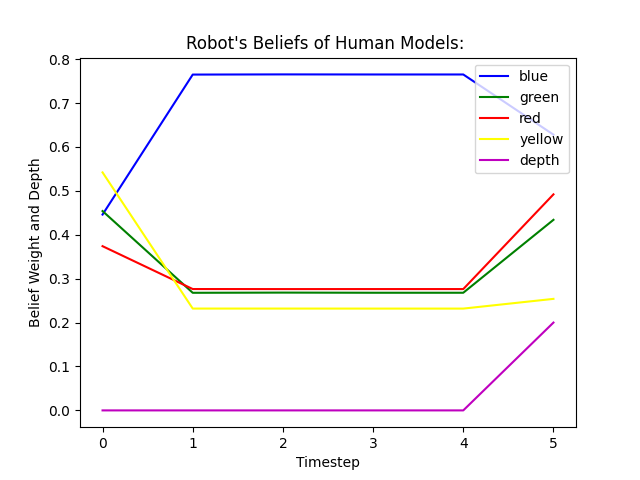 Robot's Beliefs of Human Models:
0.8
0.7
0.6
0.5
0.4
0.3
0.2
0.1
0.0
Belief Weight and Depth
blue
green
red
yellow
depth
0 1 2 3 4 5
Timestep